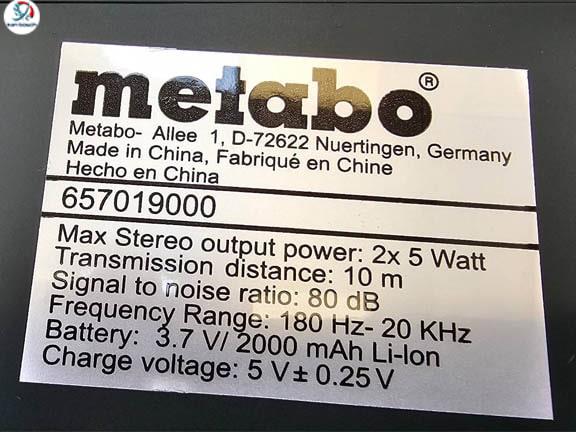 metabo®
Metabo- Allee 1, D-72622 Nuertingen, Germany
Made in China, Fabriqué en Chine
Hecho en China
657019000
Max Stereo output power: 2x 5 Watt
Transmission distance: 10 m
Signal to noise ratio: 80 dB
Frequency Range: 180 Hz- 20 KHz
Battery: 3.7 V/ 2000 mAh Li-Ion
Charge voltage: 5 V± 0.25 V